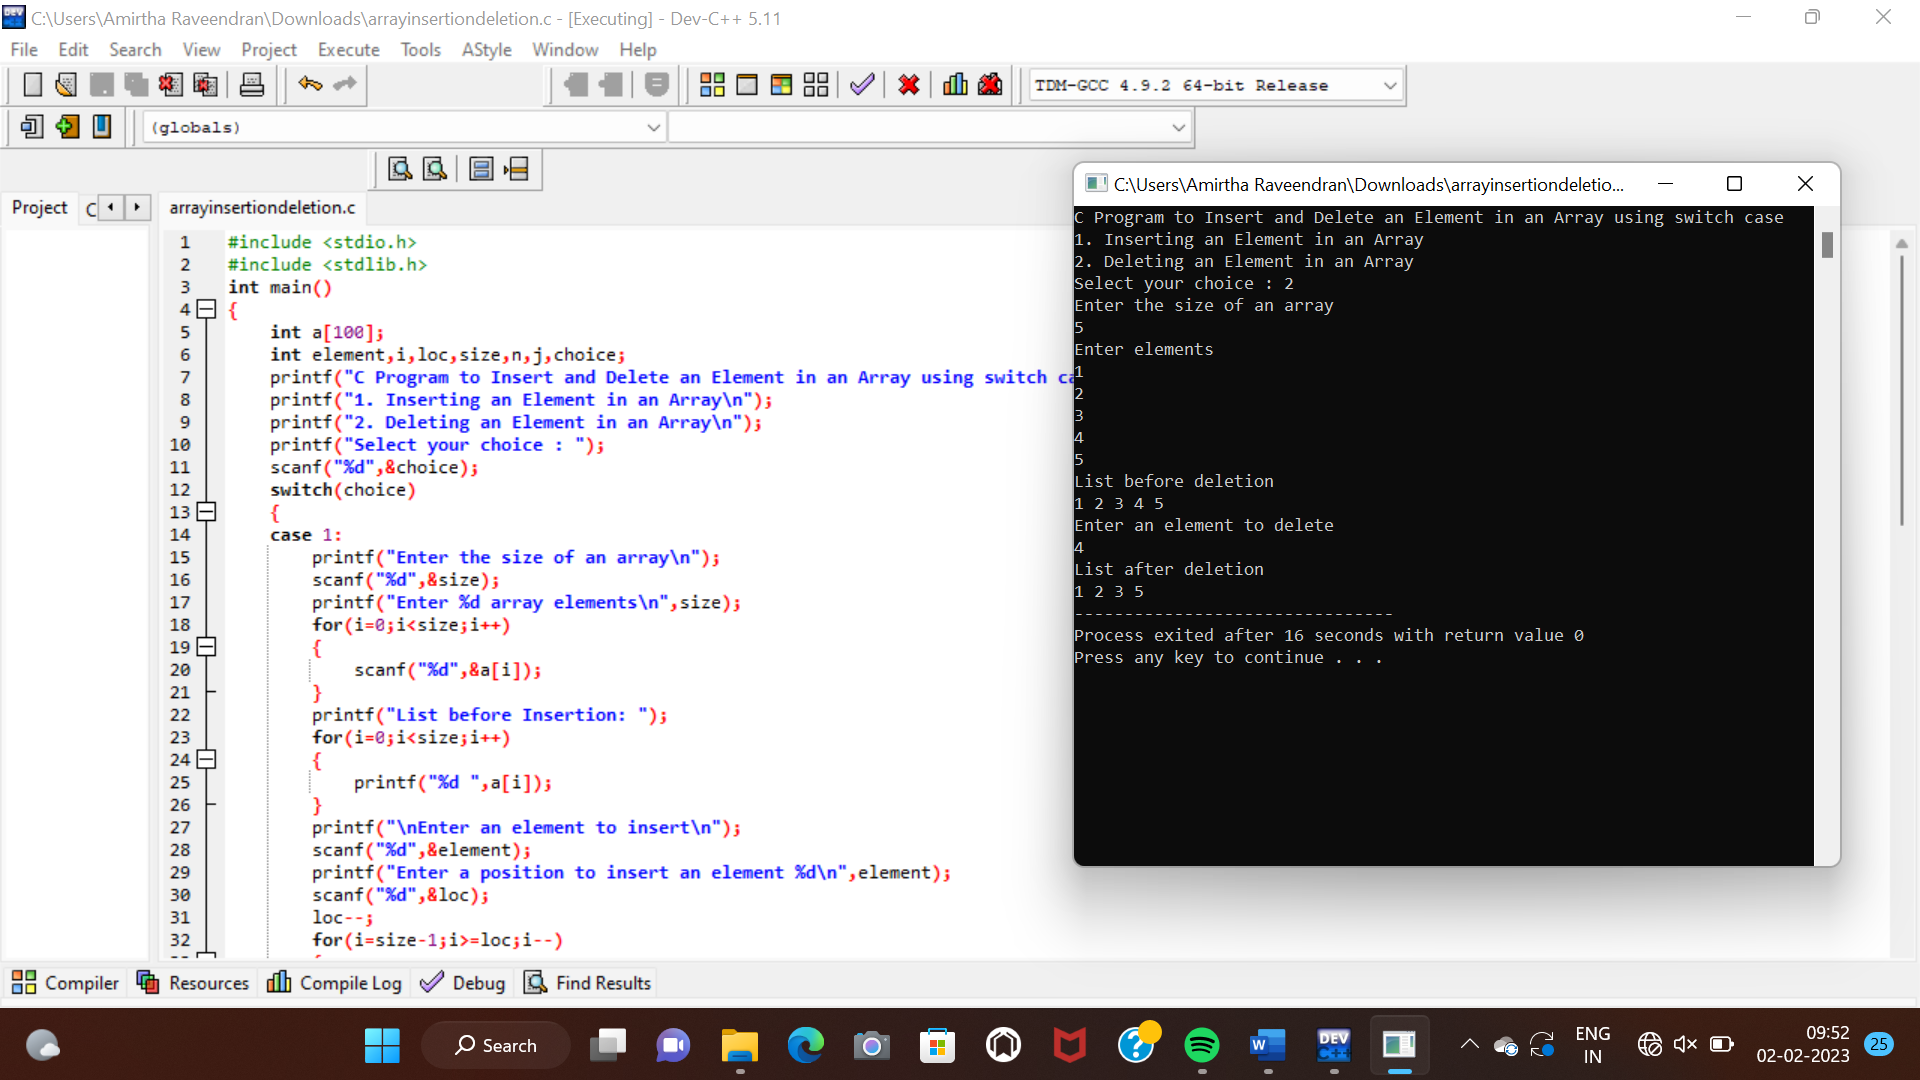 C:\Users\Amirtha Raveendran\Downloads\arrayinsertiondeletion.c - [Executing] - Dev-C++ 5.11
File Edit Search View Project Execute Tools AStyle Window Help
TDM-GCC 4.9.2 64-bit Release
(globals)
Project C arrayinsertiondeletion.c
1 #include <stdio.h>
2 #include <stdlib.h>
3 int main()
4 {
5 int a[100];
6 int element,i,loc,size,n,j,choice;
7 printf("C Program to Insert and Delete an Element in an Array using switch ca
8 printf("1. Inserting an Element in an Array\n");
9 printf("2. Deleting an Element in an Array\n");
10 printf("Select your choice : ");
11 scanf("%d",&choice);
12 switch(choice)
13 {
14 case 1:
15 printf("Enter the size of an array\n");
16 scanf("%d",&size);
17 printf("Enter %d array elements\n",size);
18 for(i=0;i<size;i++)
19 {
20 scanf("%d",&a[i]);
21 }
22 printf("List before Insertion: ");
23 for(i=0;i<size;i++)
24 {
25 printf("%d ",a[i]);
26 }
27 printf("\nEnter an element to insert\n");
28 scanf("%d",&element);
29 printf("Enter a position to insert an element %d\n",element);
30 scanf("%d",&loc);
31 loc--;
32 for(i=size-1;i>=loc;i--)
C:\Users\Amirtha Raveendran\Downloads\arrayinsertiondeletio...
C Program to Insert and Delete an Element in an Array using switch case
1. Inserting an Element in an Array
2. Deleting an Element in an Array
Select your choice : 2
Enter the size of an array
5
Enter elements
1
2
3
4
5
List before deletion
1 2 3 4 5
Enter an element to delete
4
List after deletion
1 2 3 5
--------------------------------
Process exited after 16 seconds with return value 0
Press any key to continue . . .
Compiler Resources Compile Log Debug Find Results
Search
DEV
C++
ENG
IN
09:52
02-02-2023
25